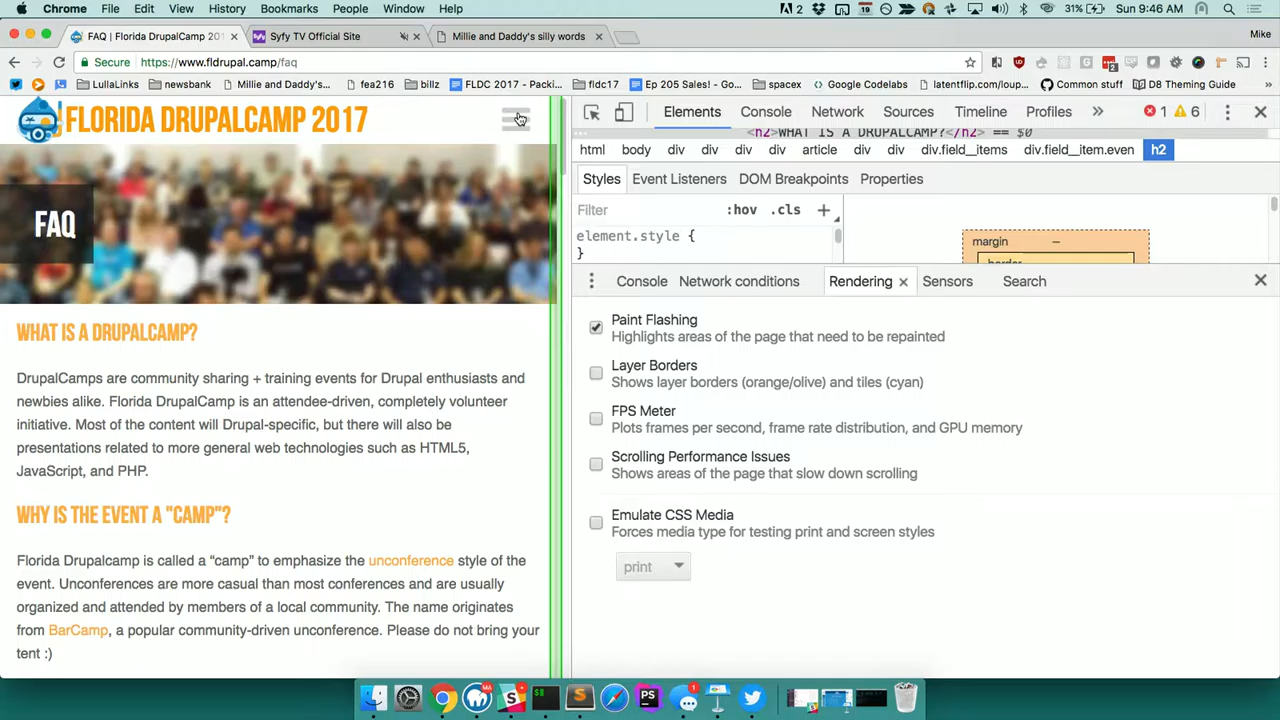 Chrome File Edit View History Bookmarks People Window Help 2 19 31% Sun 9:46 AM
FAQ | Florida DrupalCamp 201 Syfy TV Official Site Millie and Daddy's silly words Mike
Secure https://www.fldrupal.camp/faq
LullaLinks newsbank Millie and Daddy's... fea216 billz FLDC 2017 - Packi... fldc17 Ep 205 Sales! - Go... spacex Google Codelabs latentflip.com/loup... Common stuff D8 Theming Guide
FLORIDA DRUPALCAMP 2017
FAQ
WHAT IS A DRUPALCAMP?
DrupalCamps are community sharing + training events for Drupal enthusiasts and
newbies alike. Florida DrupalCamp is an attendee-driven, completely volunteer
initiative. Most of the content will Drupal-specific, but there will also be
presentations related to more general web technologies such as HTML5,
JavaScript, and PHP.
WHY IS THE EVENT A "CAMP"?
Florida Drupalcamp is called a “camp” to emphasize the unconference style of the
event. Unconferences are more casual than most conferences and are usually
organized and attended by members of a local community. The name originates
from BarCamp, a popular community-driven unconference. Please do not bring your
tent :)
Elements Console Network Sources Timeline Profiles » 1 6
<h2>WHAT IS A DRUPALCAMP?</h2> == $0
html body div div div article div div div.field__items div.field__item.even h2
Styles Event Listeners DOM Breakpoints Properties
Filter :hov .cls +
element.style {
}
margin –
border
Console Network conditions Rendering Sensors Search
Paint Flashing
Highlights areas of the page that need to be repainted
Layer Borders
Shows layer borders (orange/olive) and tiles (cyan)
FPS Meter
Plots frames per second, frame rate distribution, and GPU memory
Scrolling Performance Issues
Shows areas of the page that slow down scrolling
Emulate CSS Media
Forces media type for testing print and screen styles
print